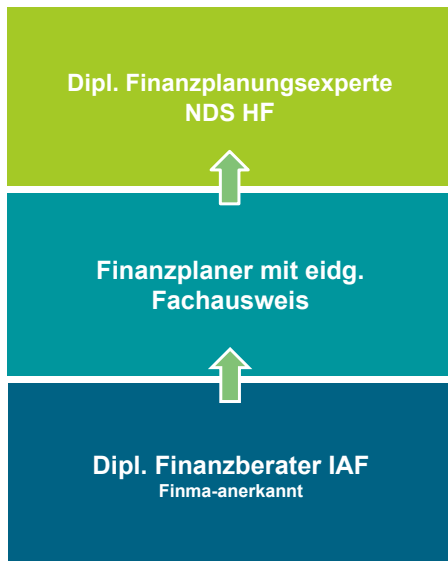 Dipl. Finanzplanungsexperte
NDS HF
Finanzplaner mit eidg.
Fachausweis
Dipl. Finanzberater IAF
Finma-anerkannt